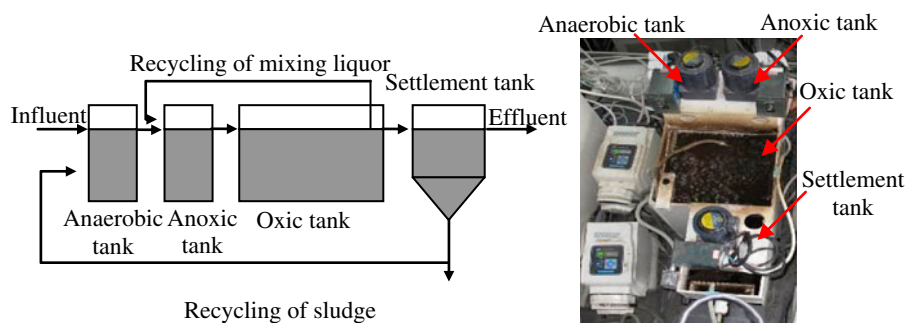 Recycling of mixing liquor
Settlement tank
Influent
Effluent
Anaerobic
tank
Anoxic
tank
Oxic tank
Recycling of sludge
Anaerobic tank
Anoxic tank
Oxic tank
Settlement
tank